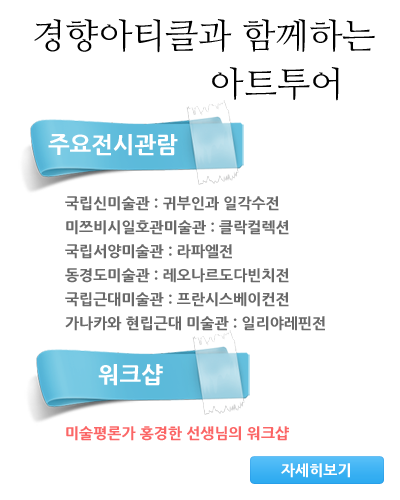 경향아티클과 함께하는
아트투어
주요전시관람
국립신미술관 : 귀부인과 일각수전
미쯔비시일호관미술관 : 클락컬렉션
국립서양미술관 : 라파엘전
동경도미술관 : 레오나르도다빈치전
국립근대미술관 : 프란시스베이컨전
가나카와 현립근대 미술관 : 일리야레핀전
워크샵
미술평론가 홍경한 선생님의 워크샵
자세히보기